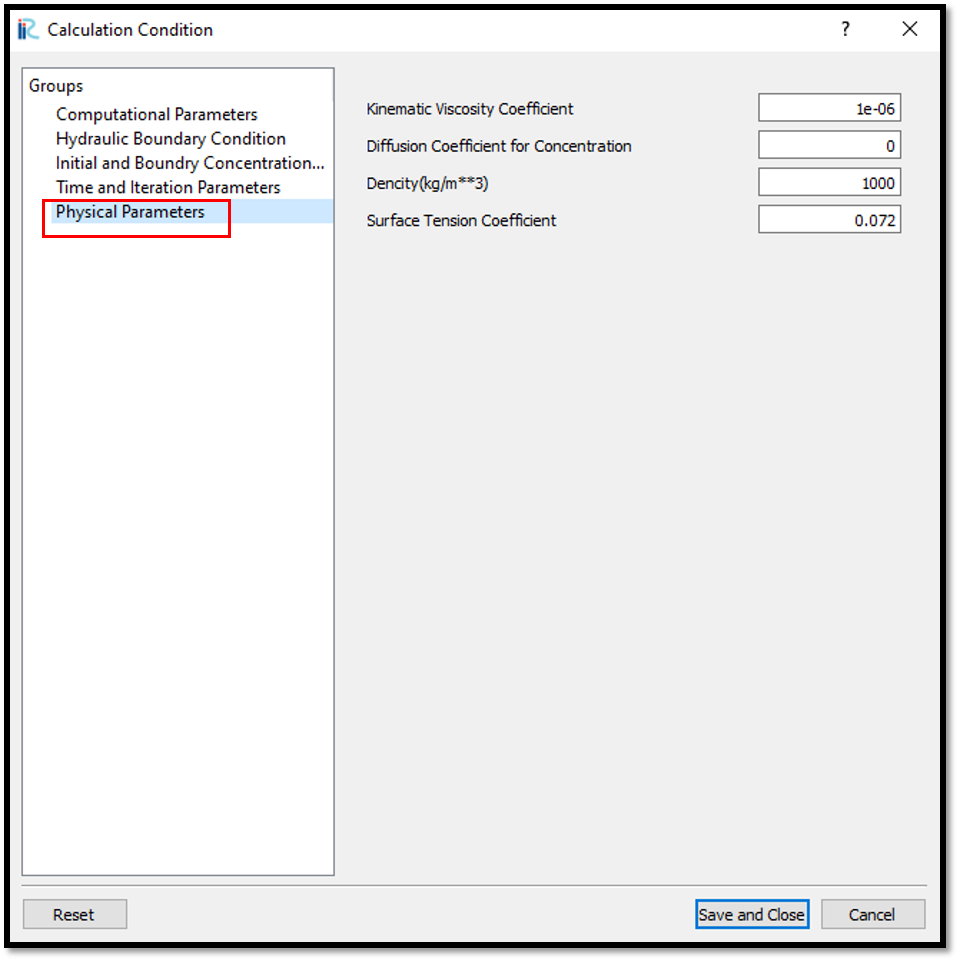 iRC Calculation Condition ?
Groups
Computational Parameters
Hydraulic Boundary Condition
Initial and Boundry Concentration...
Time and Iteration Parameters
Physical Parameters
Kinematic Viscosity Coefficient 1e-06
Diffusion Coefficient for Concentration 0
Dencity(kg/m**3) 1000
Surface Tension Coefficient 0.072
Reset Save and Close Cancel